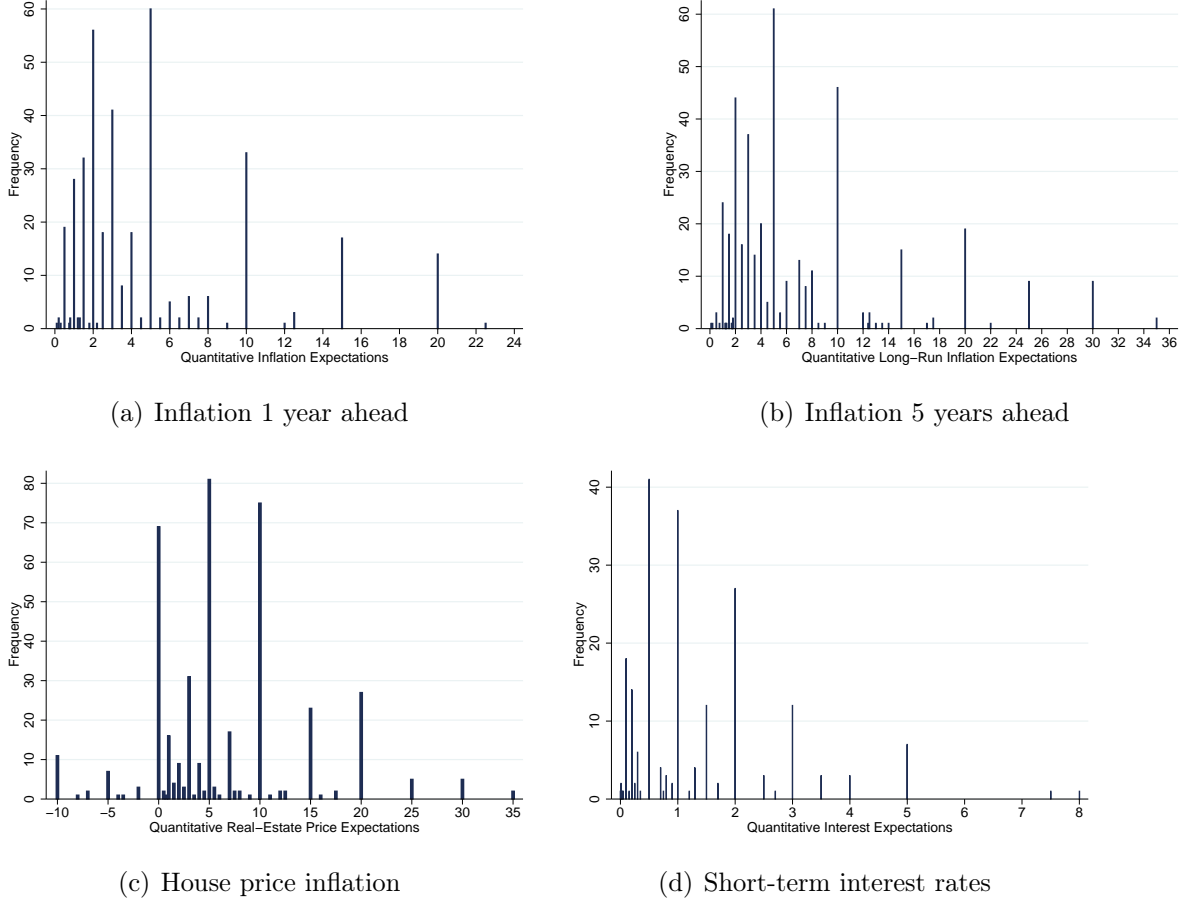 Frequency
0 10 20 30 40 50 60
0 2 4 6 8 10 12 14 16 18 20 22 24
Quantitative Inflation Expectations
(a) Inflation 1 year ahead
Frequency
0 10 20 30 40 50 60
0 2 4 6 8 10 12 14 16 18 20 22 24 26 28 30 32 34 36
Quantitative Long−Run Inflation Expectations
(b) Inflation 5 years ahead
Frequency
0 10 20 30 40 50 60 70 80
−10 −5 0 5 10 15 20 25 30 35
Quantitative Real−Estate Price Expectations
(c) House price inflation
Frequency
0 10 20 30 40
0 1 2 3 4 5 6 7 8
Quantitative Interest Expectations
(d) Short-term interest rates